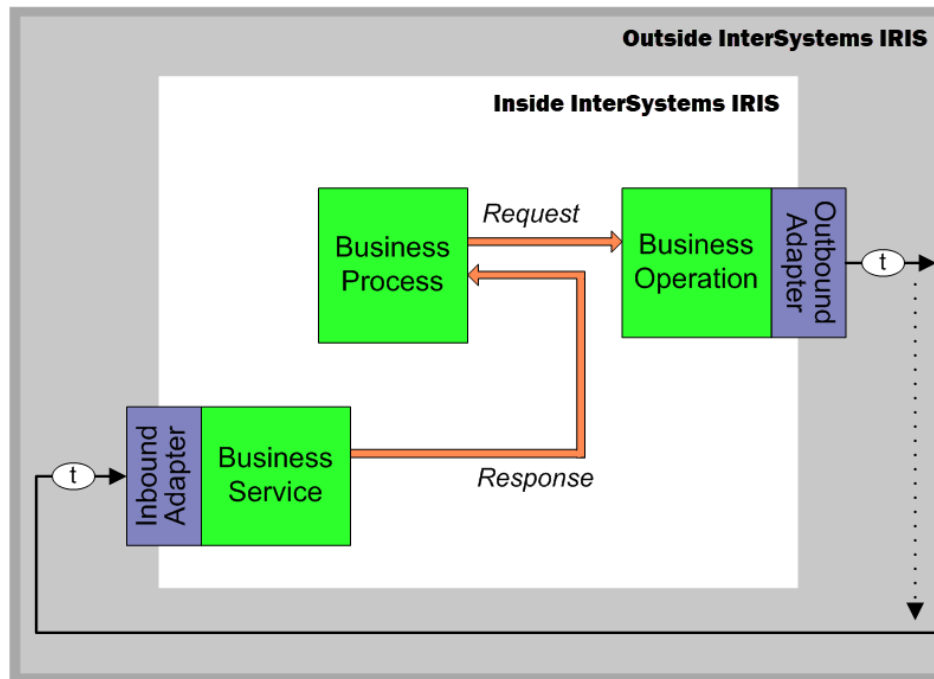 Outside InterSystems IRIS
Inside InterSystems IRIS
Business
Process
Request
Business
Operation
Outbound
Adapter
t
t
Inbound
Adapter
Business
Service
Response